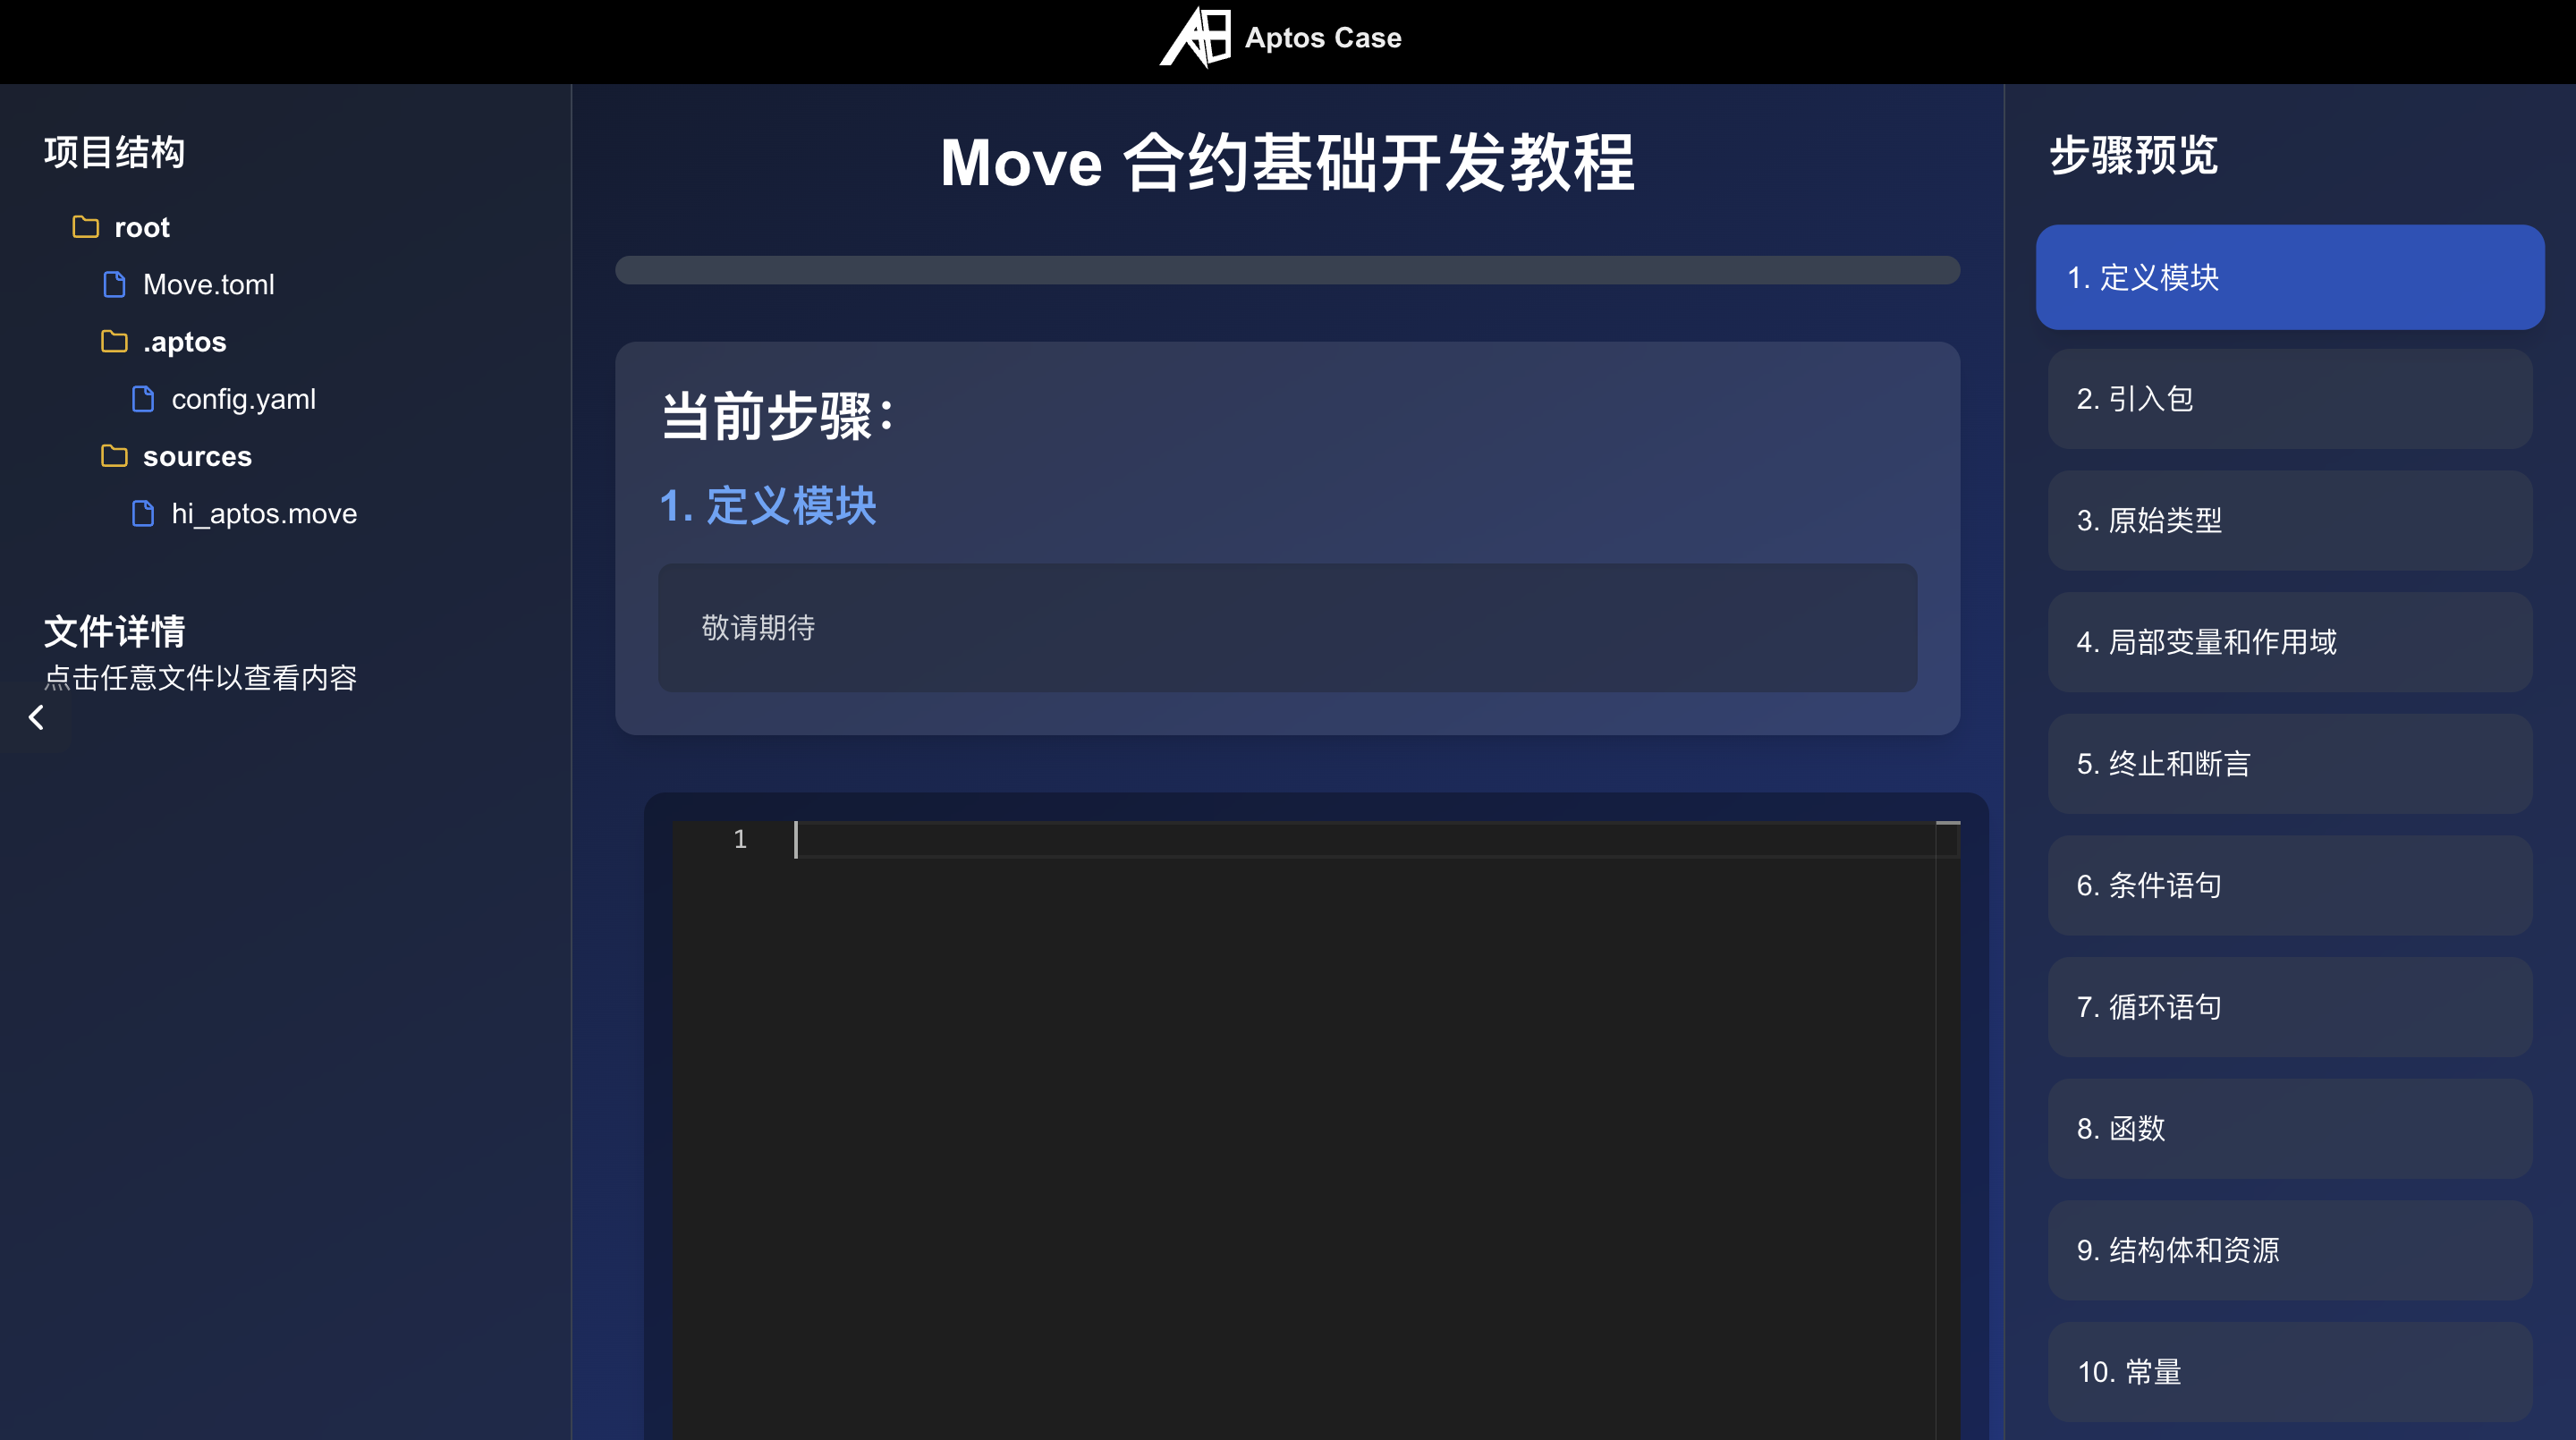 Aptos Case
项目结构
root
Move.toml
.aptos
config.yaml
sources
hi_aptos.move
文件详情
点击任意文件以查看内容
Move 合约基础开发教程
当前步骤：
1. 定义模块
敬请期待
1
步骤预览
1. 定义模块
2. 引入包
3. 原始类型
4. 局部变量和作用域
5. 终止和断言
6. 条件语句
7. 循环语句
8. 函数
9. 结构体和资源
10. 常量